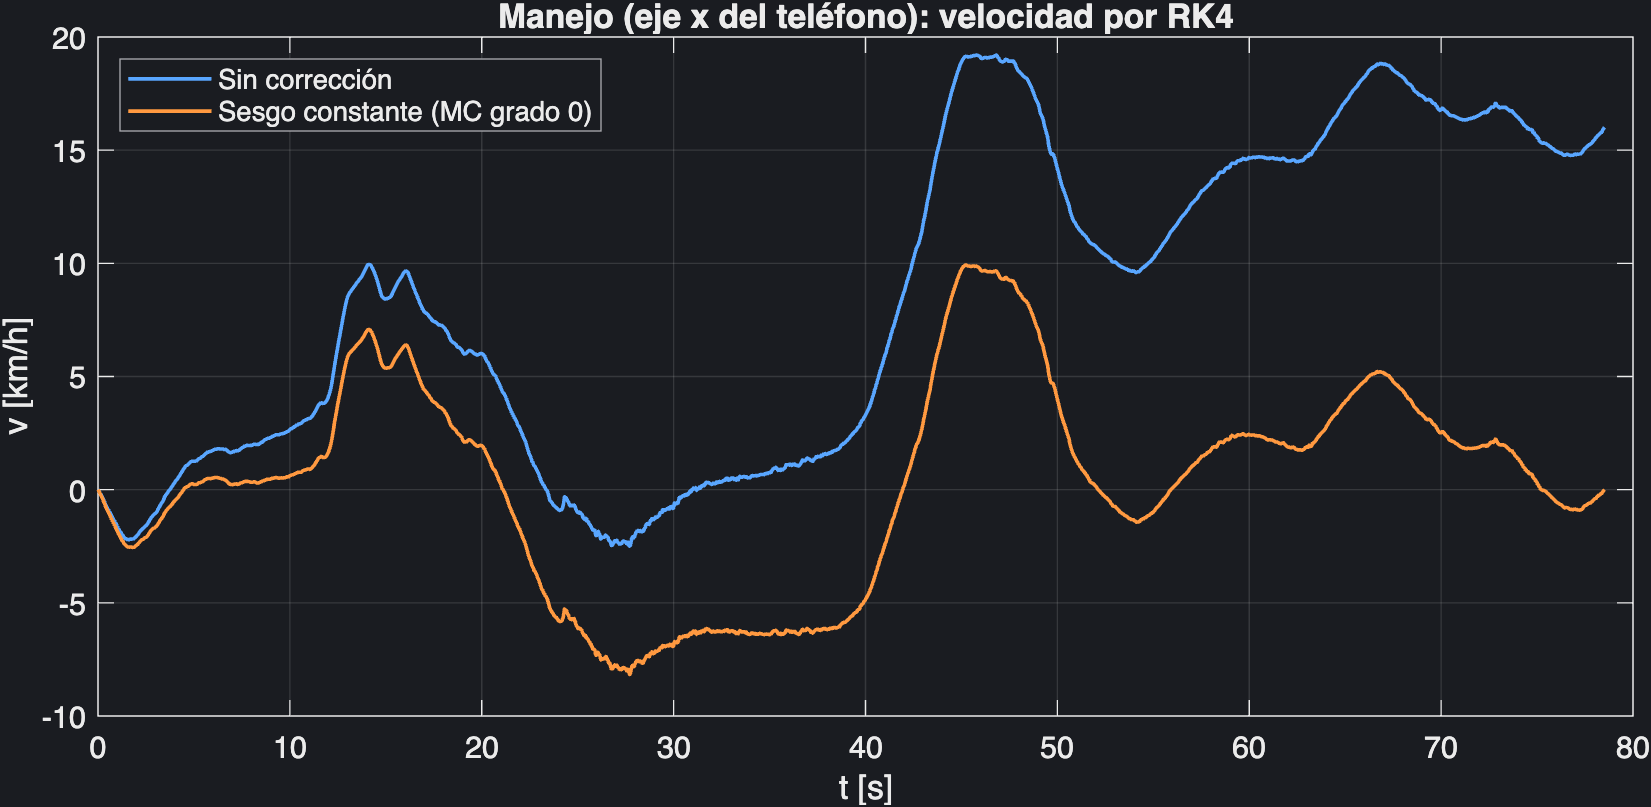 Manejo (eje x del teléfono): velocidad por RK4
Sin corrección
Sesgo constante (MC grado 0)
v [km/h]
20
15
10
5
0
-5
-10
0 10 20 30 40 50 60 70 80
t [s]